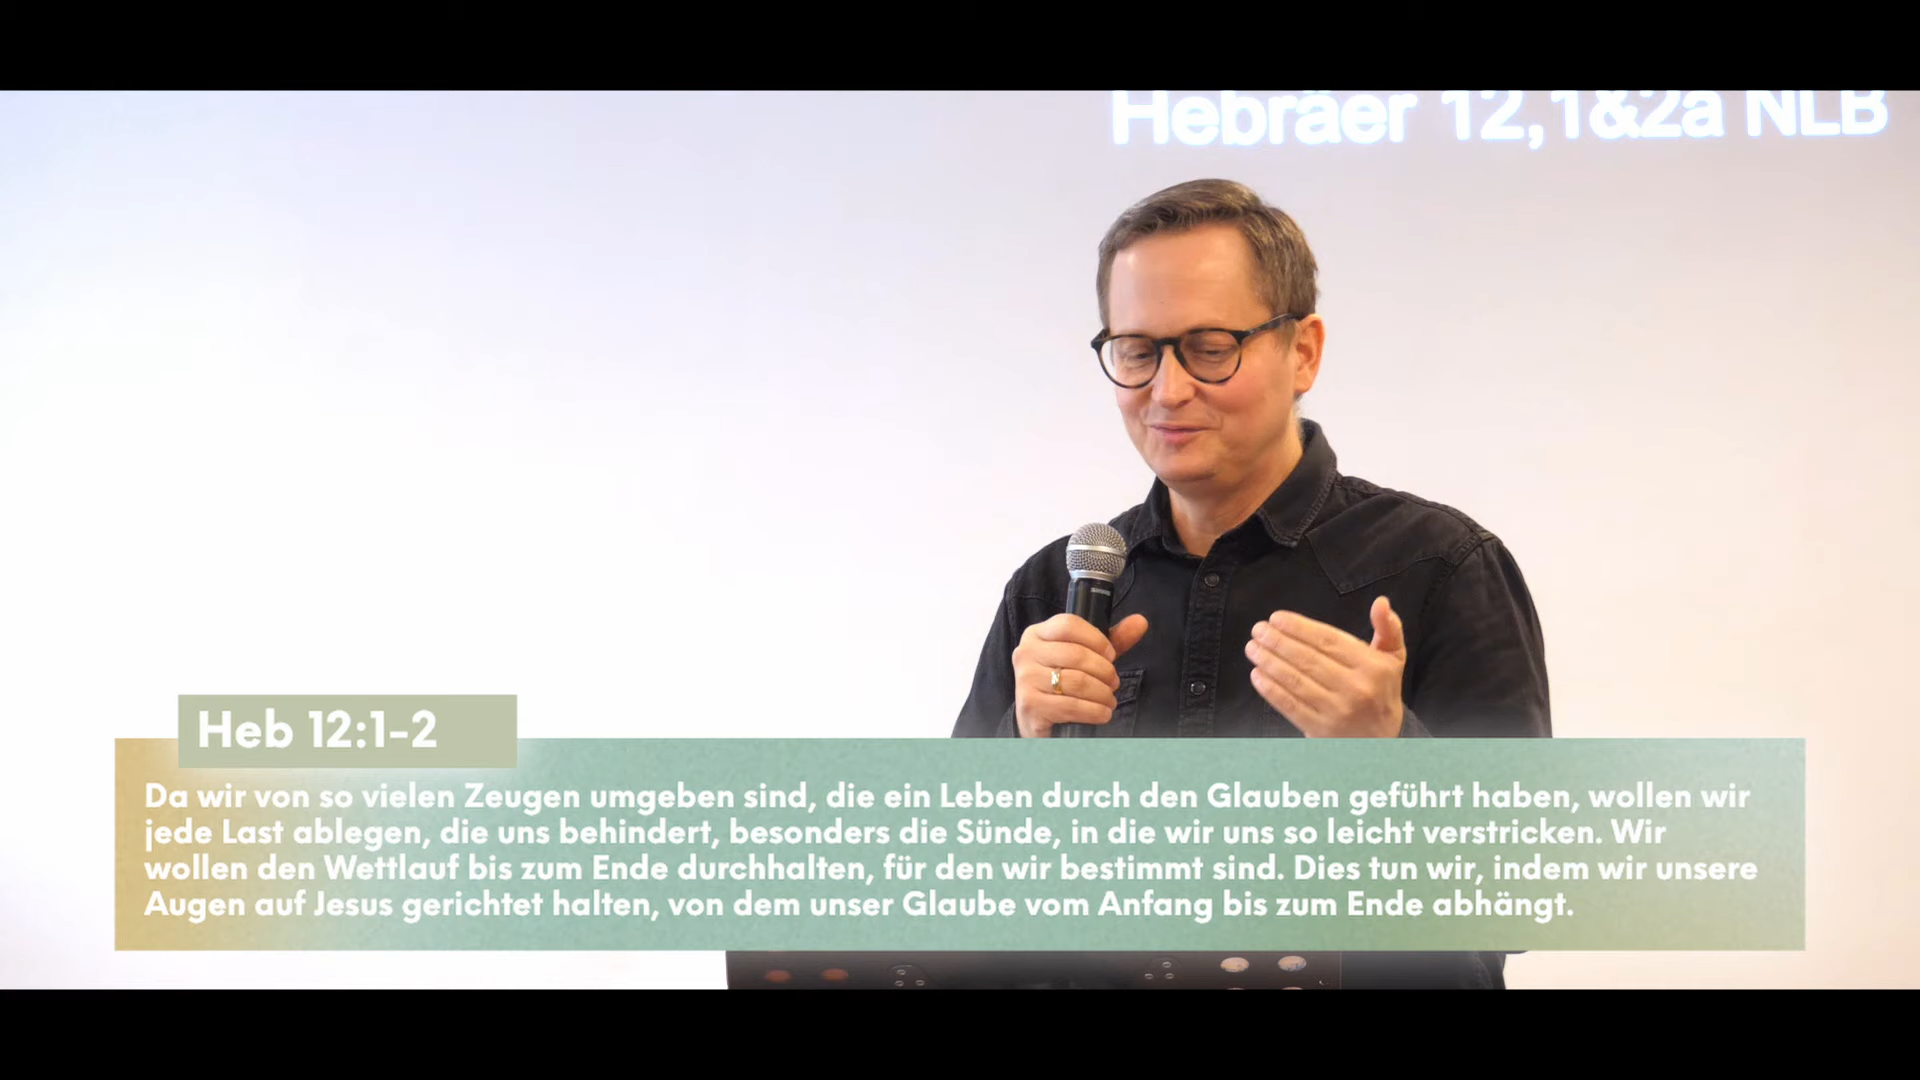 Hebräer 12,1&2a NLB
Heb 12:1-2
Da wir von so vielen Zeugen umgeben sind, die ein Leben durch den Glauben geführt haben, wollen wir
jede Last ablegen, die uns behindert, besonders die Sünde, in die wir uns so leicht verstricken. Wir
wollen den Wettlauf bis zum Ende durchhalten, für den wir bestimmt sind. Dies tun wir, indem wir unsere
Augen auf Jesus gerichtet halten, von dem unser Glaube vom Anfang bis zum Ende abhängt.